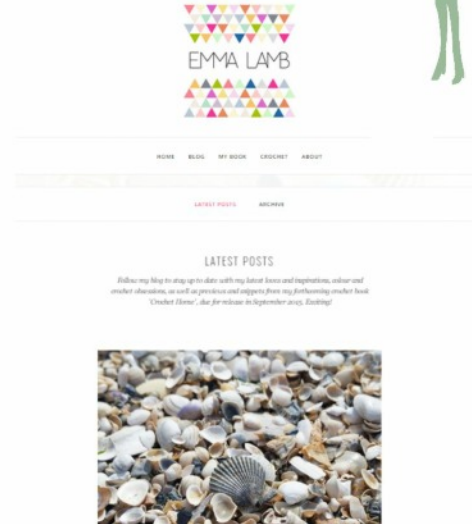 EMMA LAMB
HOME BLOG MY BOOK CROCHET ABOUT
LATEST POSTS ARCHIVE
LATEST POSTS
Follow my blog to stay up to date with my latest loves and inspirations, colour and
crochet obsessions, as well as previews and snippets from my forthcoming crochet book
'Crochet Home', due for release in September 2015. Exciting!